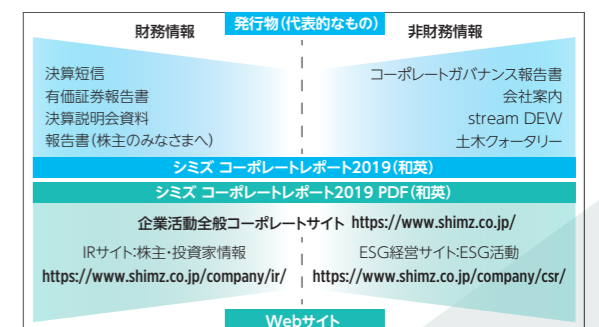 発行物(代表的なもの)
財務情報
非財務情報
決算短信
有価証券報告書
決算説明会資料
報告書(株主のみなさまへ)
コーポレートガバナンス報告書
会社案内
stream DEW
土木クォータリー
シミズ コーポレートレポート2019(和英)
シミズ コーポレートレポート2019 PDF(和英)
企業活動全般コーポレートサイト https://www.shimz.co.jp/
IRサイト:株主・投資家情報
https://www.shimz.co.jp/company/ir/
ESG経営サイト:ESG活動
https://www.shimz.co.jp/company/csr/
Webサイト